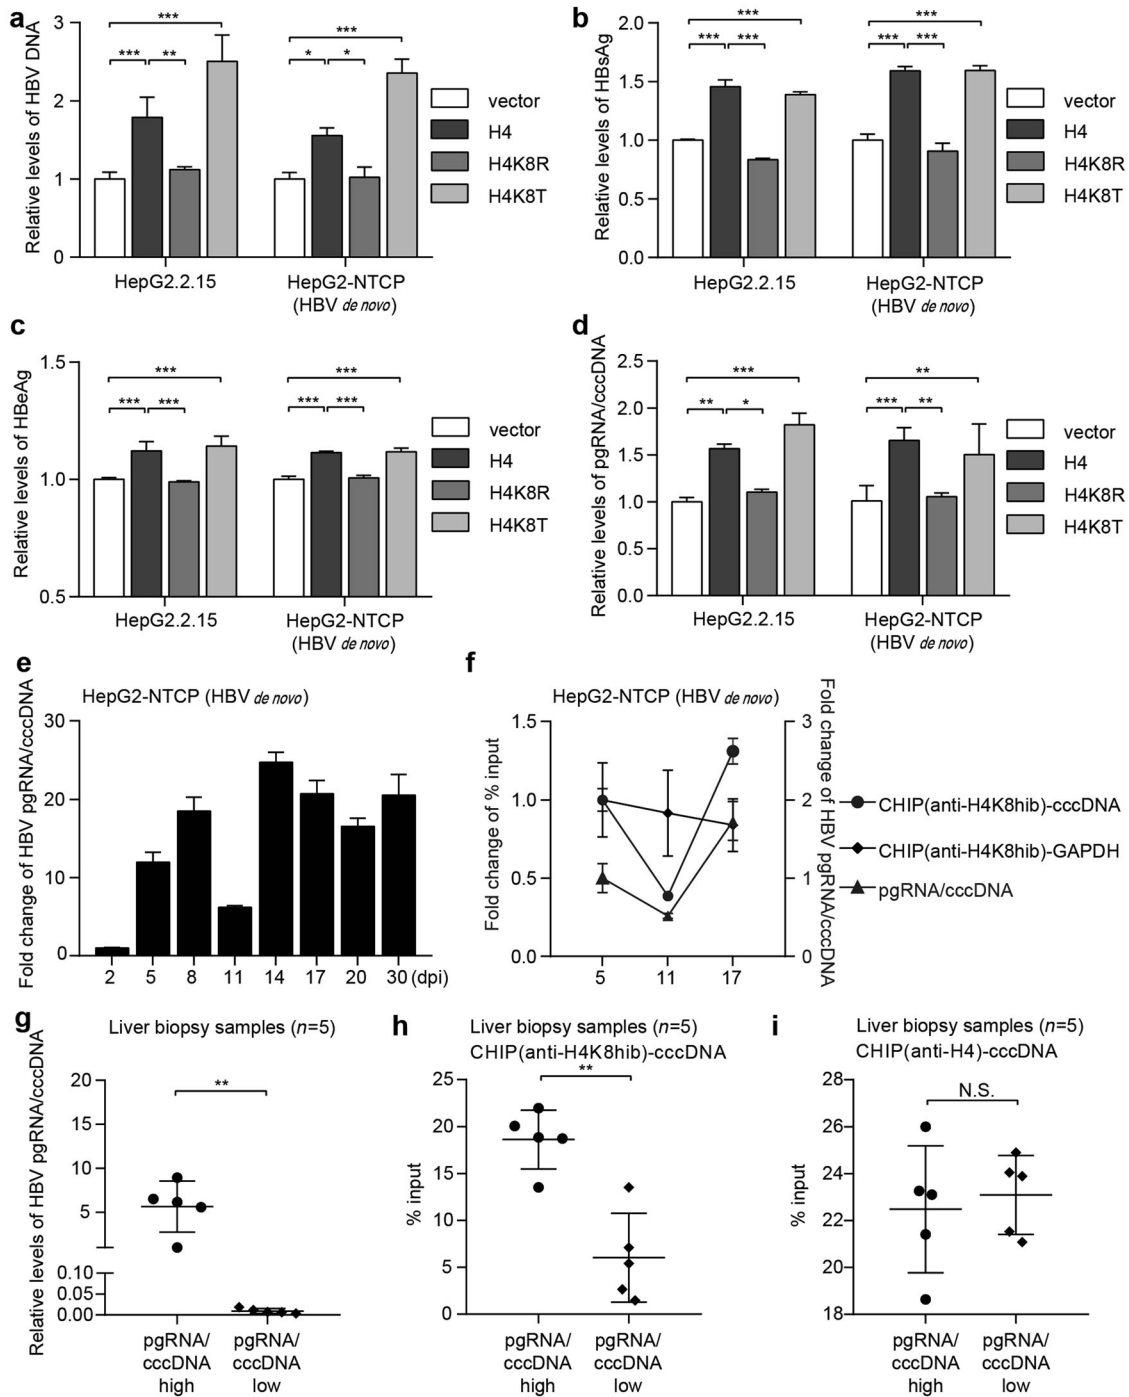 a
Relative levels of HBV DNA
3
2
1
0
***
***
**
***
*
*
HepG2.2.15
HepG2-NTCP
(HBV de novo)
vector
H4
H4K8R
H4K8T
b
Relative levels of HBsAg
2.0
1.5
1.0
0.5
0.0
***
***
***
***
***
***
HepG2.2.15
HepG2-NTCP
(HBV de novo)
vector
H4
H4K8R
H4K8T
c
Relative levels of HBeAg
1.5
1.0
0.5
***
***
***
***
***
***
HepG2.2.15
HepG2-NTCP
(HBV de novo)
vector
H4
H4K8R
H4K8T
d
Relative levels of pgRNA/cccDNA
2.5
2.0
1.5
1.0
0.5
0.0
***
**
*
**
***
**
HepG2.2.15
HepG2-NTCP
(HBV de novo)
vector
H4
H4K8R
H4K8T
e
HepG2-NTCP (HBV de novo)
Fold change of HBV pgRNA/cccDNA
30
20
10
0
2 5 8 11 14 17 20 30 (dpi)
f
HepG2-NTCP (HBV de novo)
Fold change of % input
1.5
1.0
0.5
0.0
5 11 17
3
2
1
0
Fold change of HBV pgRNA/cccDNA
CHIP(anti-H4K8hib)-cccDNA
CHIP(anti-H4K8hib)-GAPDH
pgRNA/cccDNA
g
Liver biopsy samples (n=5)
Relative levels of HBV pgRNA/cccDNA
20
15
10
5
0.10
0.05
0.00
**
pgRNA/ pgRNA/
cccDNA cccDNA
high low
h
Liver biopsy samples (n=5)
CHIP(anti-H4K8hib)-cccDNA
% input
25
20
15
10
5
0
**
pgRNA/ pgRNA/
cccDNA cccDNA
high low
i
Liver biopsy samples (n=5)
CHIP(anti-H4)-cccDNA
% input
28
26
24
22
20
18
N.S.
pgRNA/ pgRNA/
cccDNA cccDNA
high low